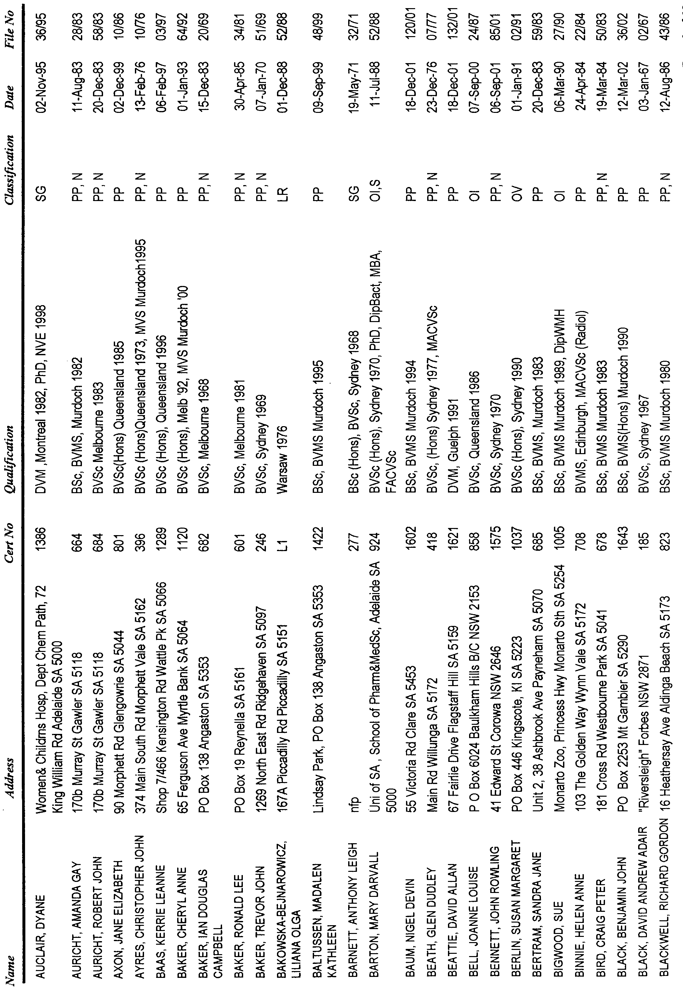 Name Address Cert No Qualification Classification Date File No
AUCLAIR, DYANE Women& Childrns Hosp, Dept Chem Path, 72 1386 DVM ,Montreal 1982, PhD, NVE 1998 SG 02-Nov-95 36/95
King William Rd Adelaide SA 5000
AURICHT, AMANDA GAY 170b Murray St Gawler SA 5118 664 BSc, BVMS, Murdoch 1982 PP, N 11-Aug-83 28/83
AURICHT, ROBERT JOHN 170b Murray St Gawler SA 5118 684 BVSc Melbourne 1983 PP, N 20-Dec-83 58/83
AXON, JANE ELIZABETH 90 Morphett Rd Glengowrie SA 5044 801 BVSc(Hons) Queensland 1985 PP 02-Dec-99 10/86
AYRES, CHRISTOPHER JOHN 374 Main South Rd Morphett Vale SA 5162 396 BVSc (Hons)Queensland 1973, MVS Murdoch1995 PP, N 13-Feb-76 10/76
BAAS, KERRIE LEANNE Shop 7/466 Kensington Rd Wattle Pk SA 5066 1289 BVSc (Hons), Queensland 1996 PP 06-Feb-97 03/97
BAKER, CHERYL ANNE 65 Ferguson Ave Myrtle Bank SA 5064 1120 BVSc (Hons), Melb '92, MVS Murdoch '00 PP 01-Jan-93 64/92
BAKER, IAN DOUGLAS PO Box 138 Angaston SA 5353 682 BVSc, Melbourne 1968 PP, N 15-Dec-83 20/69
CAMPBELL
BAKER, RONALD LEE PO Box 19 Reynella SA 5161 601 BVSc, Melbourne 1981 PP, N 30-Apr-85 34/81
BAKER, TREVOR JOHN 1269 North East Rd Ridgehaven SA 5097 246 BVSc, Sydney 1969 PP, N 07-Jan-70 51/69
BAKOWSKA-BEJNAROWICZ, 167A Piccadilly Rd Piccadilly SA 5151 L1 Warsaw 1976 LR 01-Dec-88 52/88
LILIANA OLGA
BALTUSSEN, MADALEN Lindsay Park, PO Box 138 Angaston SA 5353 1422 BSc, BVMS Murdoch 1995 PP 09-Sep-99 48/99
KATHLEEN
BARNETT, ANTHONY LEIGH nfp 277 BSc (Hons), BVSc, Sydney 1968 SG 19-May-71 32/71
BARTON, MARY DARVALL Uni of SA , School of Pharm&MedSc, Adelaide SA 924 BVSc (Hons), Sydney 1970, PhD, DipBact, MBA, OI,S 11-Jul-88 52/88
5000 FACVSc
BAUM, NIGEL DEVIN 55 Victoria Rd Clare SA 5453 1602 BSc, BVMS Murdoch 1994 PP 18-Dec-01 120/01
BEATH, GLEN DUDLEY Main Rd Willunga SA 5172 418 BVSc, (Hons) Sydney 1977, MACVSc PP, N 23-Dec-76 07/77
BEATTIE, DAVID ALLAN 67 Fairlie Drive Flagstaff Hill SA 5159 1621 DVM, Guelph 1991 PP 18-Dec-01 132/01
BELL, JOANNE LOUISE P O Box 6024 Baulkham Hills B/C NSW 2153 858 BVSc, Queensland 1986 OI 07-Sep-00 24/87
BENNETT, JOHN ROWLING 41 Edward St Corowa NSW 2646 1575 BVSc, Sydney 1970 PP, N 06-Sep-01 85/01
BERLIN, SUSAN MARGARET PO Box 446 Kingscote, KI SA 5223 1037 BVSc (Hons), Sydney 1990 OV 01-Jan-91 02/91
BERTRAM, SANDRA JANE Unit 2, 38 Ashbrook Ave Payneham SA 5070 685 BSc, BVMS, Murdoch 1983 PP 20-Dec-83 59/83
BIGWOOD, SUE Monarto Zoo, Princess Hwy Monarto Sth SA 5254 1005 BSc, BVMS Murdoch 1989, DipWMH OI 06-Mar-90 27/90
BINNIE, HELEN ANNE 103 The Golden Way Wynn Vale SA 5172 708 BVMS, Edinburgh, MACVSc (Radiol) PP 24-Apr-84 22/84
BIRD, CRAIG PETER 181 Cross Rd Westbourne Park SA 5041 678 BSc, BVMS Murdoch 1983 PP, N 19-Mar-84 50/83
BLACK, BENJAMIN JOHN PO Box 2253 Mt Gambier SA 5290 1643 BSc, BVMS(Hons) Murdoch 1990 PP 12-Mar-02 36/02
BLACK, DAVID ANDREW ADAIR "Riversleigh" Forbes NSW 2871 185 BVSc, Sydney 1967 PP 03-Jan-67 02/67
BLACKWELL, RICHARD GORDON 16 Heathersay Ave Aldinga Beach SA 5173 823 BSc, BVMS Murdoch 1980 PP, N 12-Aug-86 43/86